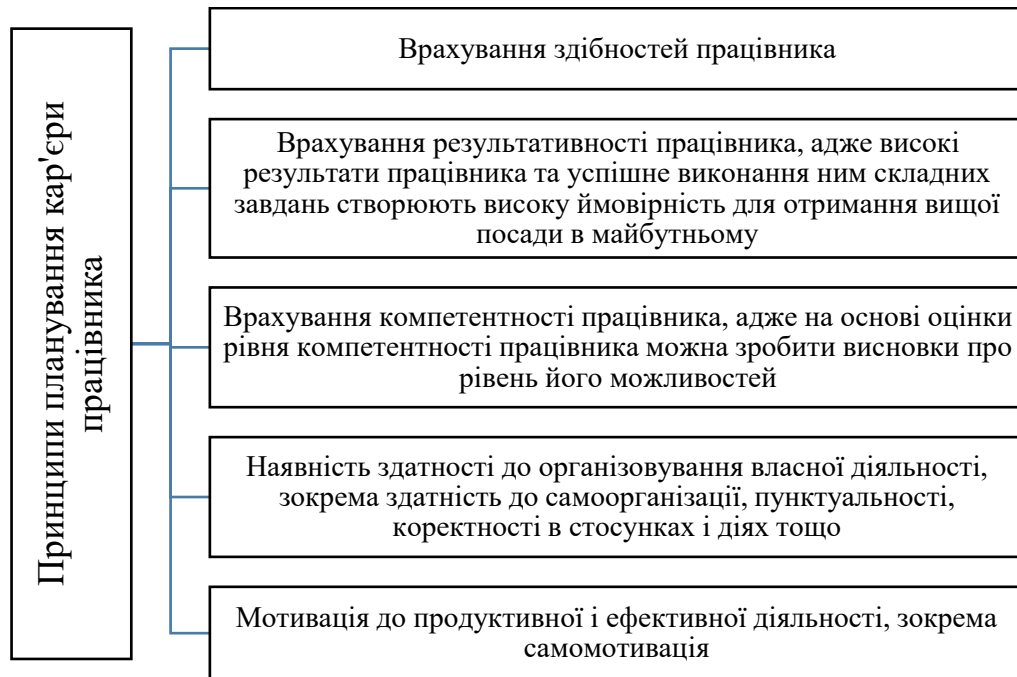 Принципи планування кар'єри
працівника
Врахування здібностей працівника
Врахування результативності працівника, адже високі
результати працівника та успішне виконання ним складних
завдань створюють високу ймовірність для отримання вищої
посади в майбутньому
Врахування компетентності працівника, адже на основі оцінки
рівня компетентності працівника можна зробити висновки про
рівень його можливостей
Наявність здатності до організовування власної діяльності,
зокрема здатність до самоорганізації, пунктуальності,
коректності в стосунках і діях тощо
Мотивація до продуктивної і ефективної діяльності, зокрема
самомотивація